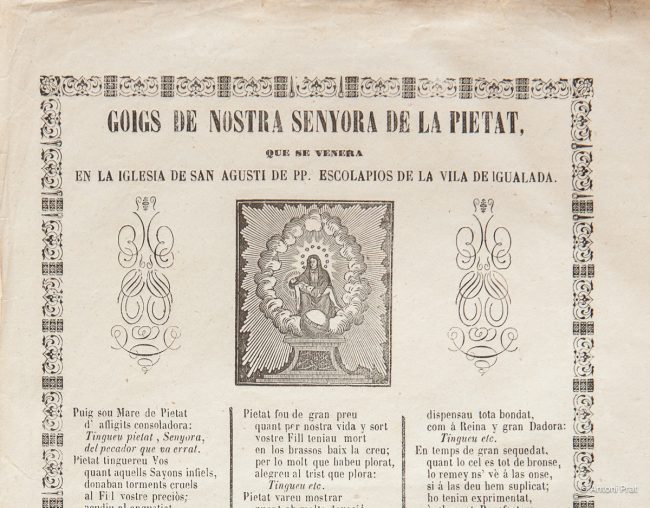 GOIGS DE NOSTRA SENYORA DE LA PIETAT,
QUE SE VENERA
EN LA IGLESIA DE SAN AGUSTI DE PP. ESCOLAPIOS DE LA VILA DE IGUALADA.
Puig sou Mare de Pietat
d' afligits consoladora:
Tingueu pietat, Senyora,
del pecador que va errat.
Pietat tinguereu Vos
quant aquells Sayons infiels,
donaban torments cruels
al Fill vostre preciós;
Pietat fou de gran preu
quant per nostra vida y sort
vostre Fill teniau mort
en los brassos baix la creu;
per lo molt que habeu plorat,
alegreu al trist que plora:
Tingueu etc.
Pietat vareu mostrar
dispensau tota bondat,
com á Reina y gran Dadora:
Tingueu etc.
En temps de gran sequedat,
quant lo cel es tot de bronse,
lo remey ns' vé á las onse,
si á las deu hem suplicat;
ho tenim exprimentat,
© Antoni Prat